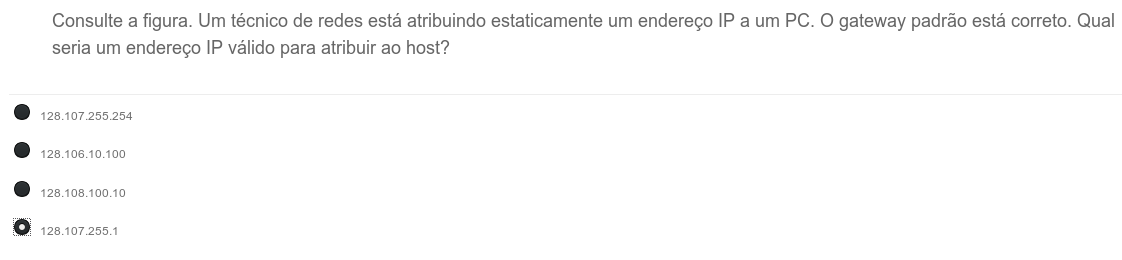 Consulte a figura. Um técnico de redes está atribuindo estaticamente um endereço IP a um PC. O gateway padrão está correto. Qual
seria um endereço IP válido para atribuir ao host?
128.107.255.254
128.106.10.100
128.108.100.10
128.107.255.1